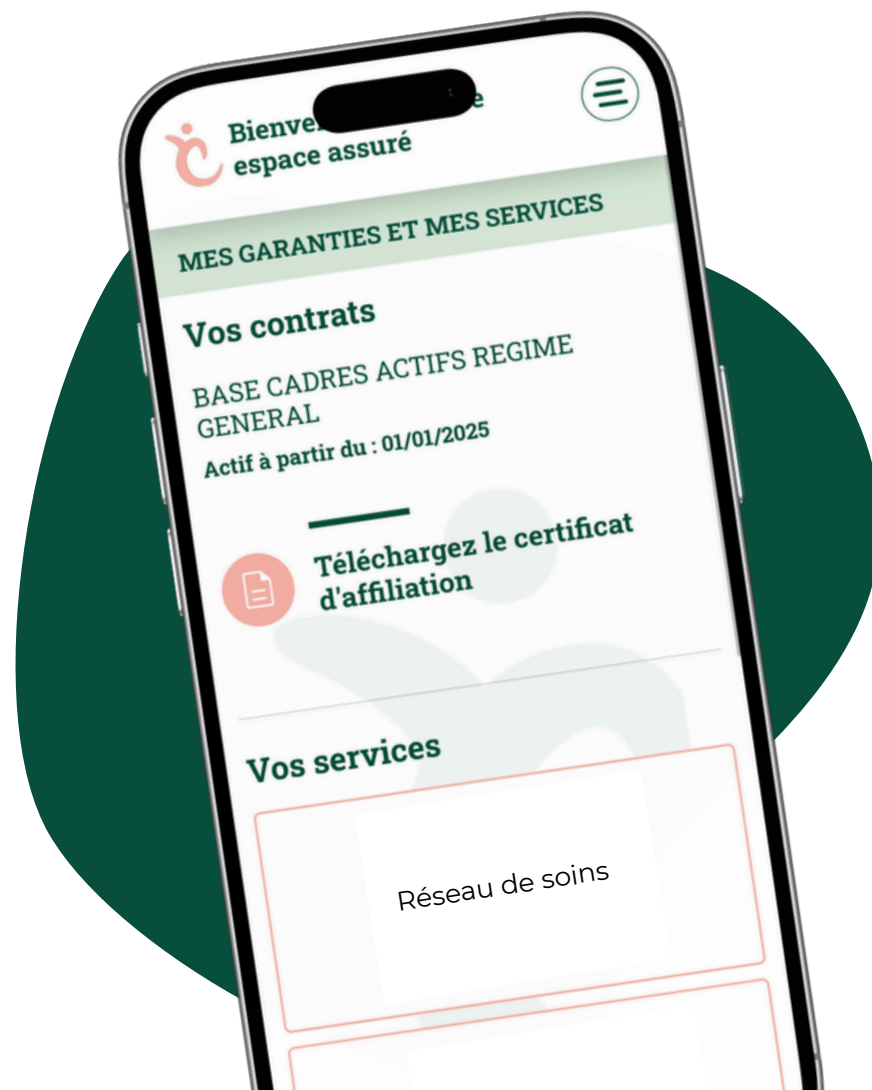 Bienve
espace assuré
MES GARANTIES ET MES SERVICES
Vos contrats
BASE CADRES ACTIFS REGIME
GENERAL
Actif à partir du : 01/01/2025
Téléchargez le certificat
d'affiliation
Vos services
Réseau de soins